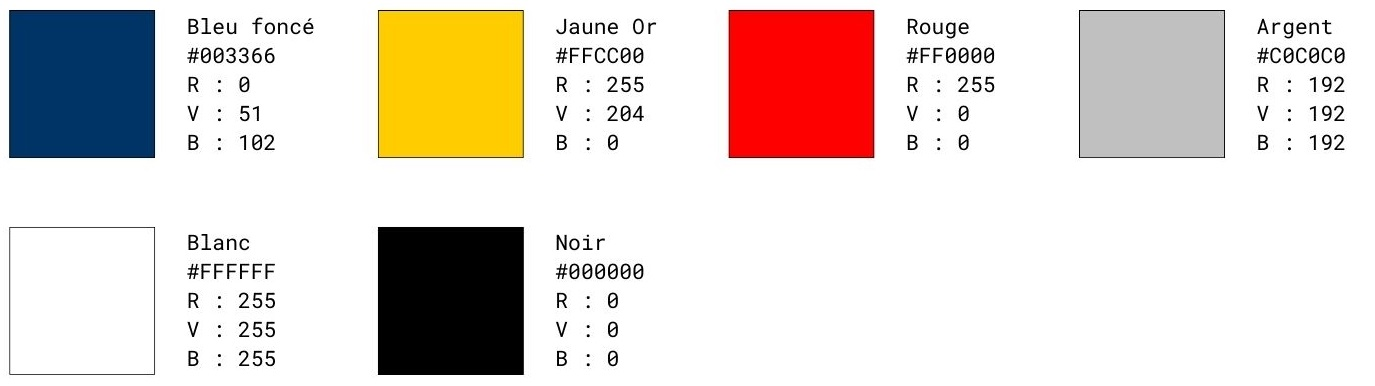 Bleu foncé
#003366
R : 0
V : 51
B : 102
Jaune Or
#FFCC00
R : 255
V : 204
B : 0
Rouge
#FF0000
R : 255
V : 0
B : 0
Argent
#C0C0C0
R : 192
V : 192
B : 192
Blanc
#FFFFFF
R : 255
V : 255
B : 255
Noir
#000000
R : 0
V : 0
B : 0